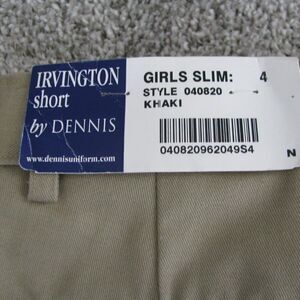 IRVINGTON
short
by DENNIS
www.dennisuniform.com
GIRLS SLIM: 4
STYLE 040820
KHAKI
040820962049S4
N